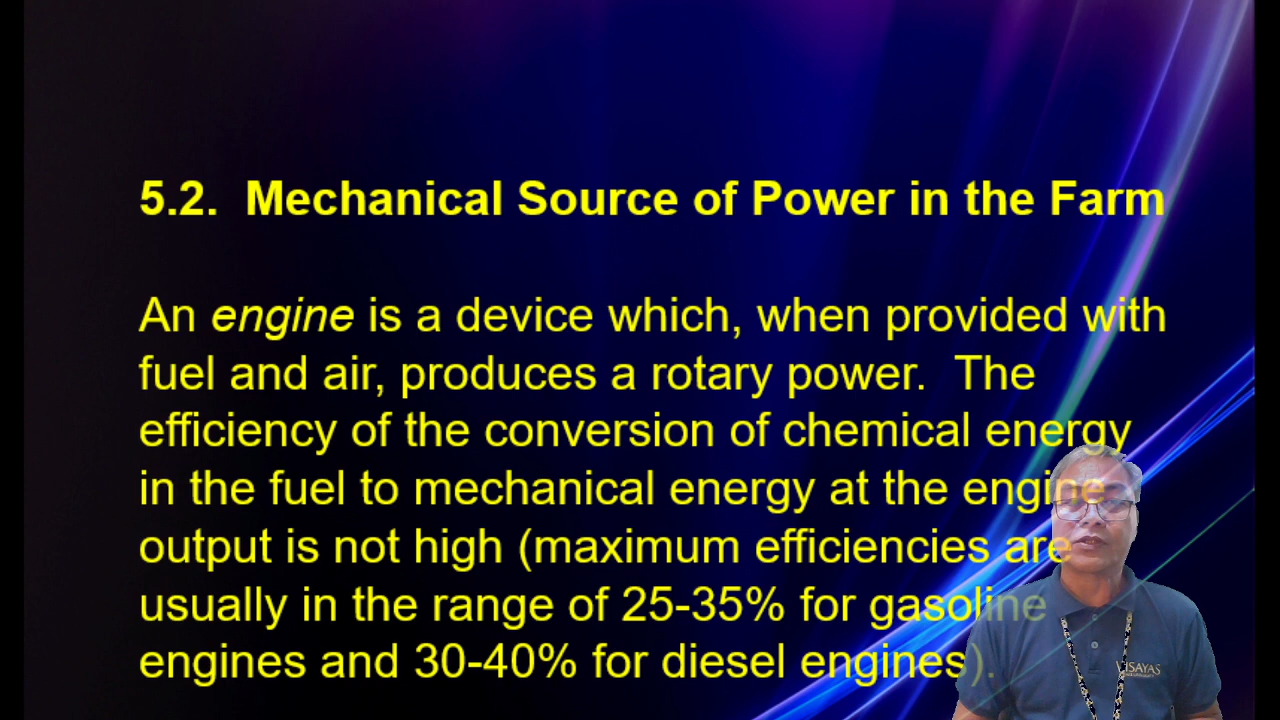 5.2. Mechanical Source of Power in the Farm
An engine is a device which, when provided with
fuel and air, produces a rotary power. The
efficiency of the conversion of chemical energy
in the fuel to mechanical energy at the engine
output is not high (maximum efficiencies are
usually in the range of 25-35% for gasoline
engines and 30-40% for diesel engines).
VISAYAS